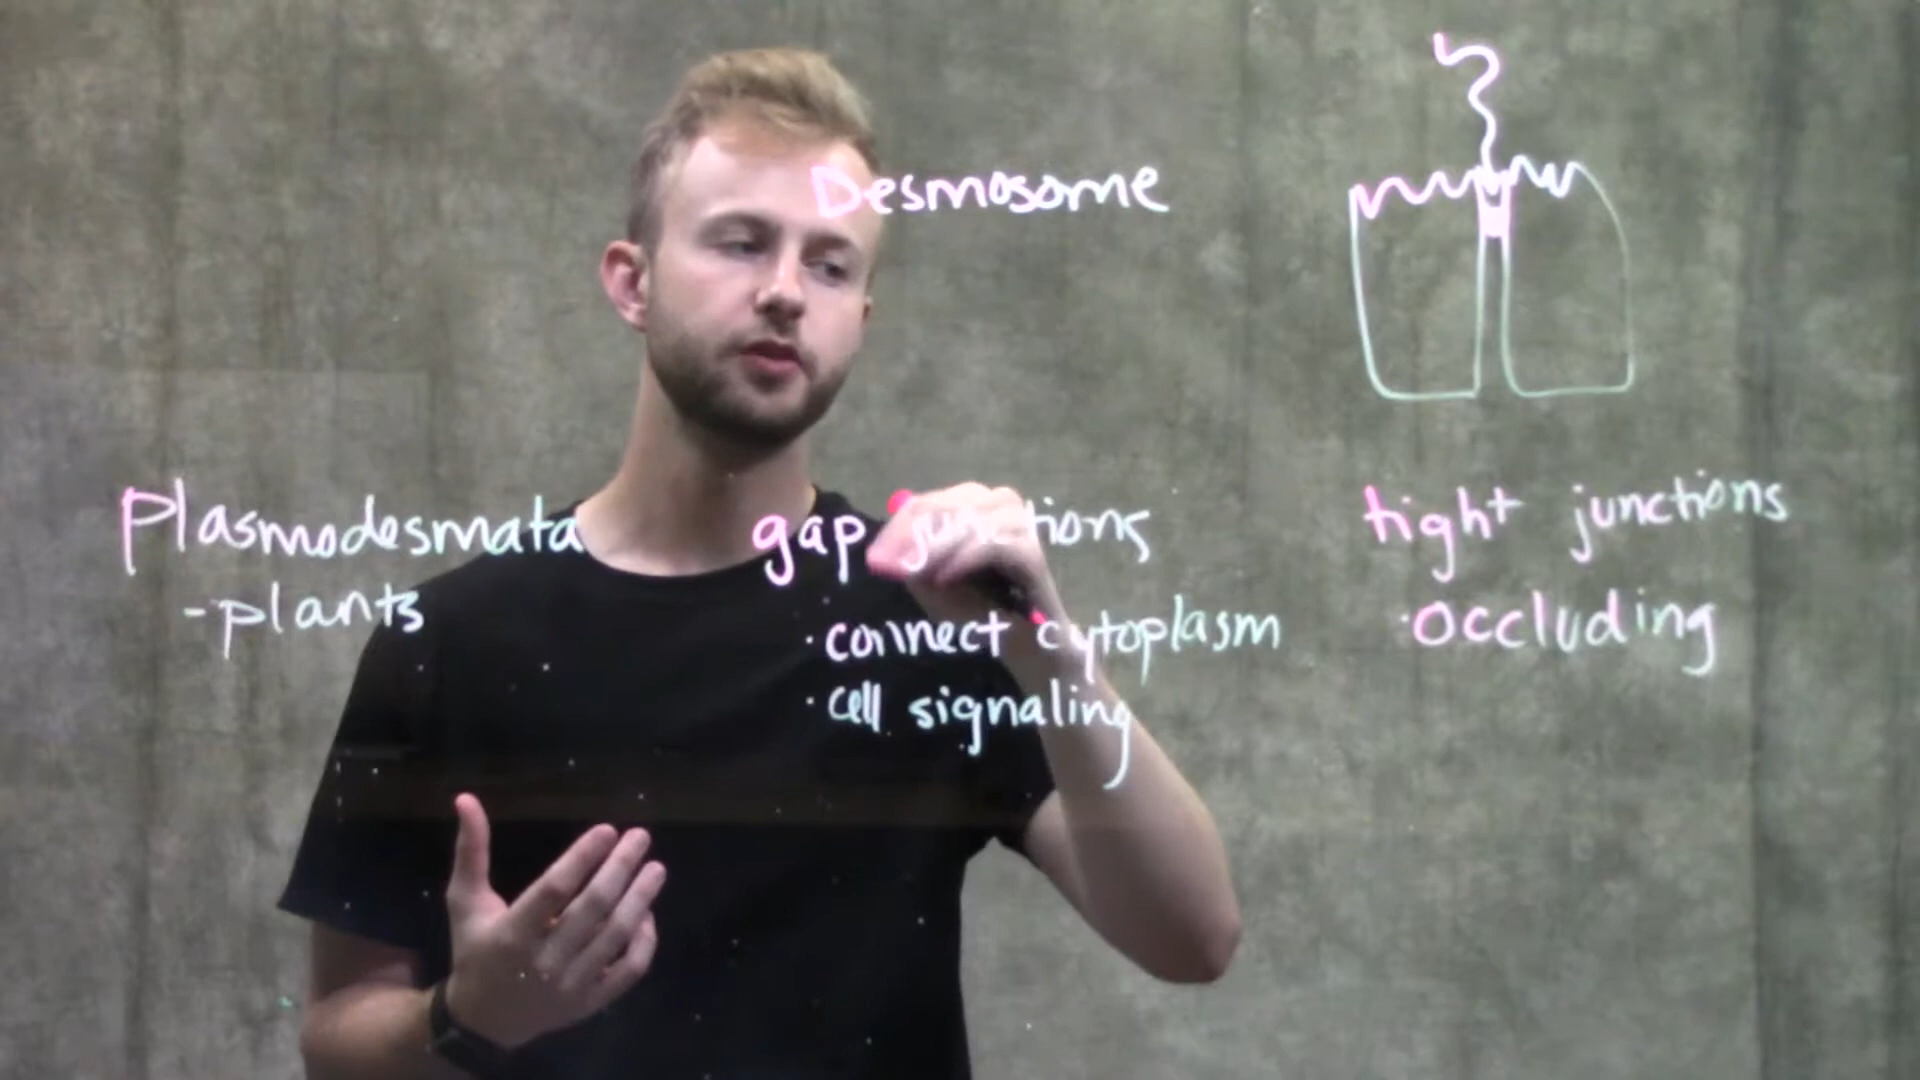 Desmosome
plasmodesmata
-plants
gap junctions
· connect cytoplasm
· cell signaling
tight junctions
·occluding